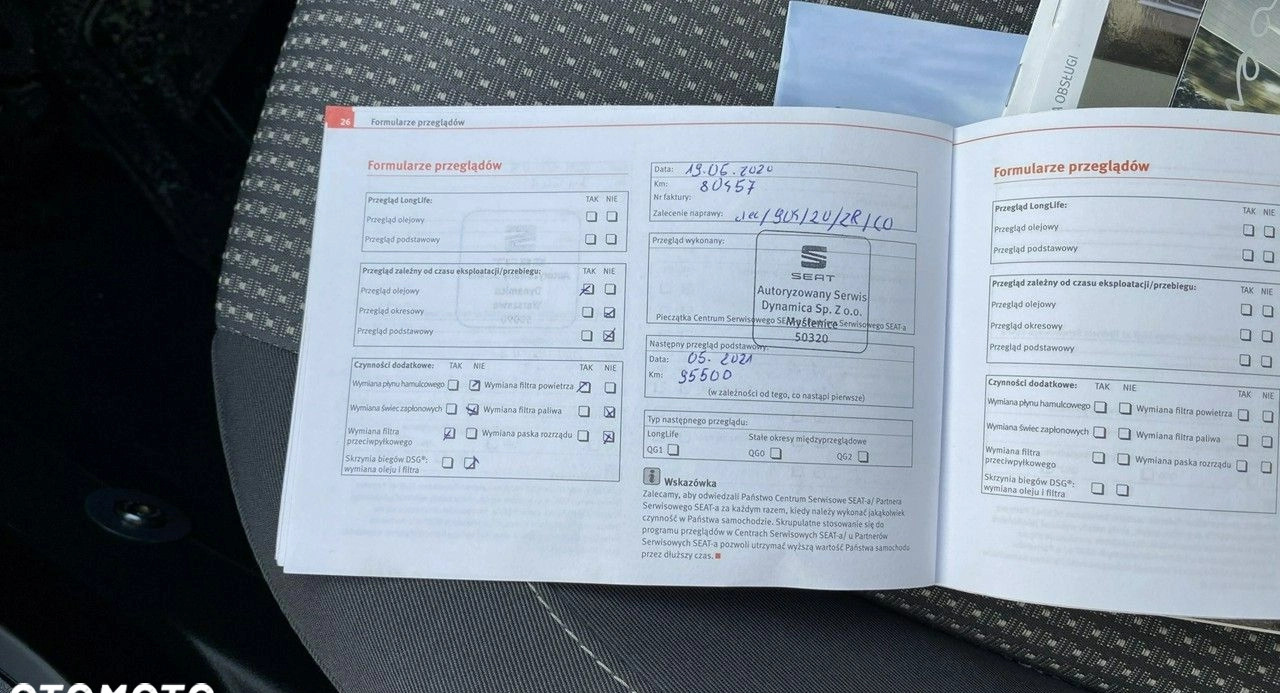 26 Formularze przeglądów
Formularze przeglądów
Przegląd LongLife: TAK NIE
Przegląd olejowy
Przegląd podstawowy
Przegląd zależny od czasu eksploatacji/przebiegu: TAK NIE
Przegląd olejowy
Przegląd okresowy
Przegląd podstawowy
Czynności dodatkowe: TAK NIE TAK NIE
Wymiana płynu hamulcowego Wymiana filtra powietrza
Wymiana świec zapłonowych Wymiana filtra paliwa
Wymiana filtra
przeciwpyłkowego Wymiana paska rozrządu
Skrzynia biegów DSG®:
wymiana oleju i filtra
Data: 19.06.2020
Km: 80457
Nr faktury:
Zalecenie naprawy:
Przegląd wykonany:
SEAT
Autoryzowany Serwis
Dynamica Sp. Z o.o.
Myślenice
50320
Pieczątka Centrum Serwisowego Serwisowego SEAT-a
Następny przegląd podstawowy:
Data: 05.2021
Km: 95500
(w zależności od tego, co nastąpi pierwsze)
Typ następnego przeglądu:
LongLife Stałe okresy międzyprzeglądowe
QG1 QG0 QG2
i Wskazówka
Zalecamy, aby odwiedzali Państwo Centrum Serwisowe SEAT-a/ Partnera
Serwisowego SEAT-a za każdym razem, kiedy należy wykonać jakąkolwiek
czynność w Państwa samochodzie. Skrupulatne stosowanie się do
programu przeglądów w Centrach Serwisowych SEAT-a/ u Partnerów
Serwisowych SEAT-a pozwoli utrzymać wyższą wartość Państwa samochodu
przez dłuższy czas.
Formularze przeglądów
Przegląd LongLife: TAK NIE
Przegląd olejowy
Przegląd podstawowy
Przegląd zależny od czasu eksploatacji/przebiegu: TAK NIE
Przegląd olejowy
Przegląd okresowy
Przegląd podstawowy
Czynności dodatkowe: TAK NIE TAK NIE
Wymiana płynu hamulcowego Wymiana filtra powietrza
Wymiana świec zapłonowych Wymiana filtra paliwa
Wymiana filtra
przeciwpyłkowego Wymiana paska rozrządu
Skrzynia biegów DSG®:
wymiana oleju i filtra
OBSŁUGI
OTOMOTO